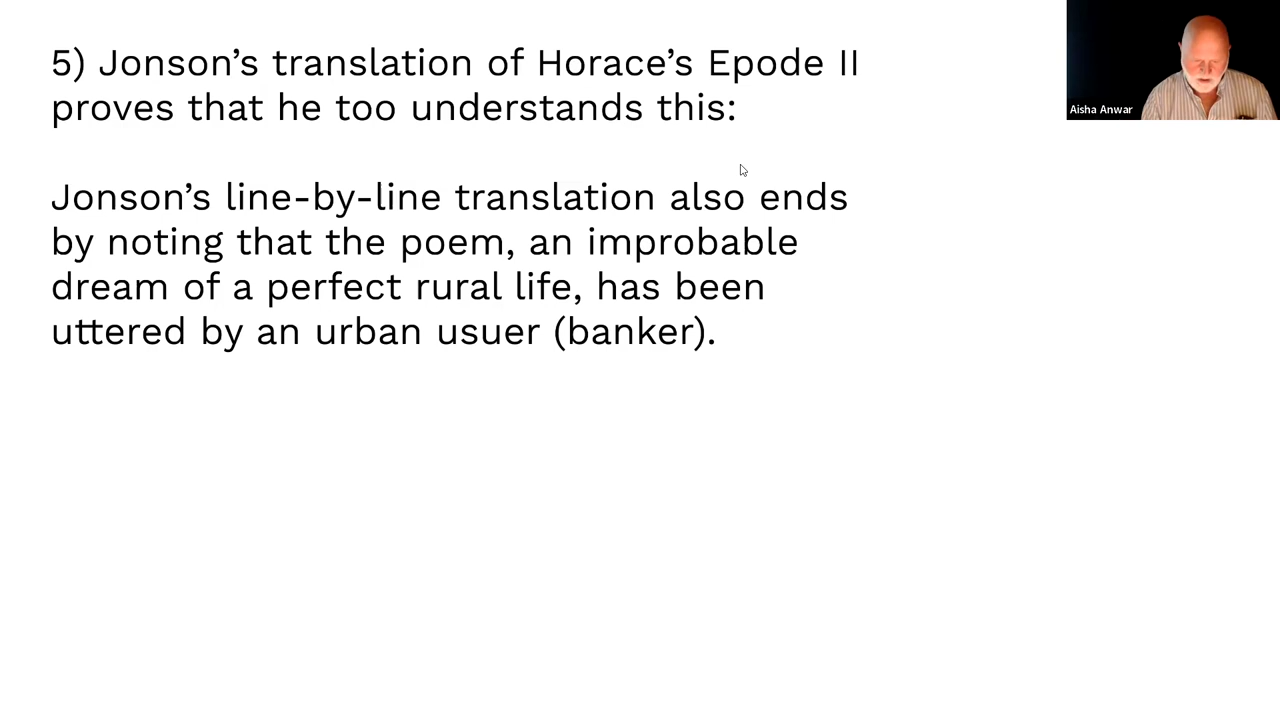 5) Jonson’s translation of Horace’s Epode II
proves that he too understands this:
Jonson’s line-by-line translation also ends
by noting that the poem, an improbable
dream of a perfect rural life, has been
uttered by an urban usuer (banker).
Aisha Anwar